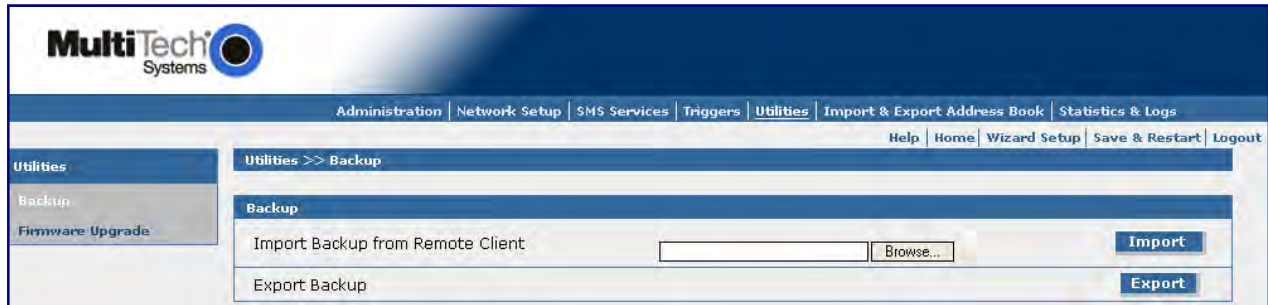 MultiTech
Systems
Administration | Network Setup | SMS Services | Triggers | Utilities | Import & Export Address Book | Statistics & Logs
Help | Home | Wizard Setup | Save & Restart | Logout
Utilities
Utilities >> Backup
Backup
Firmware Upgrade
Backup
Import Backup from Remote Client Browse... Import
Export Backup Export